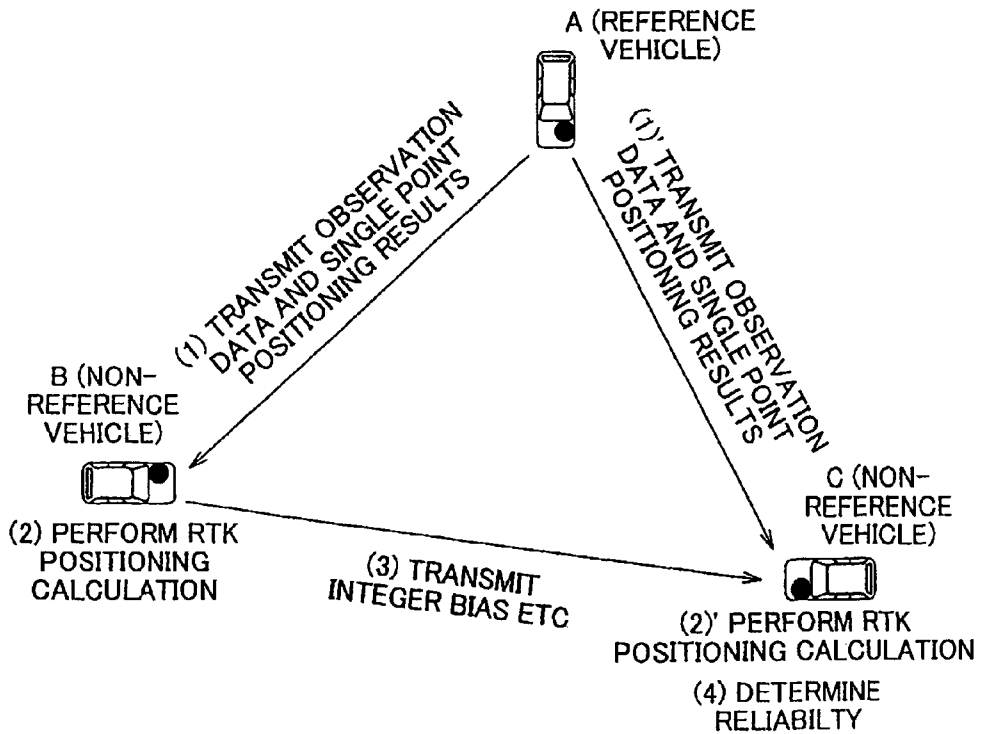 A (REFERENCE
VEHICLE)
(1) TRANSMIT OBSERVATION
DATA AND SINGLE POINT
POSITIONING RESULTS
(1)' TRANSMIT OBSERVATION
DATA AND SINGLE POINT
POSITIONING RESULTS
B (NON-
REFERENCE
VEHICLE)
(2) PERFORM RTK
POSITIONING
CALCULATION
(3) TRANSMIT
INTEGER BIAS ETC
C (NON-
REFERENCE
VEHICLE)
(2)' PERFORM RTK
POSITIONING CALCULATION
(4) DETERMINE
RELIABILTY